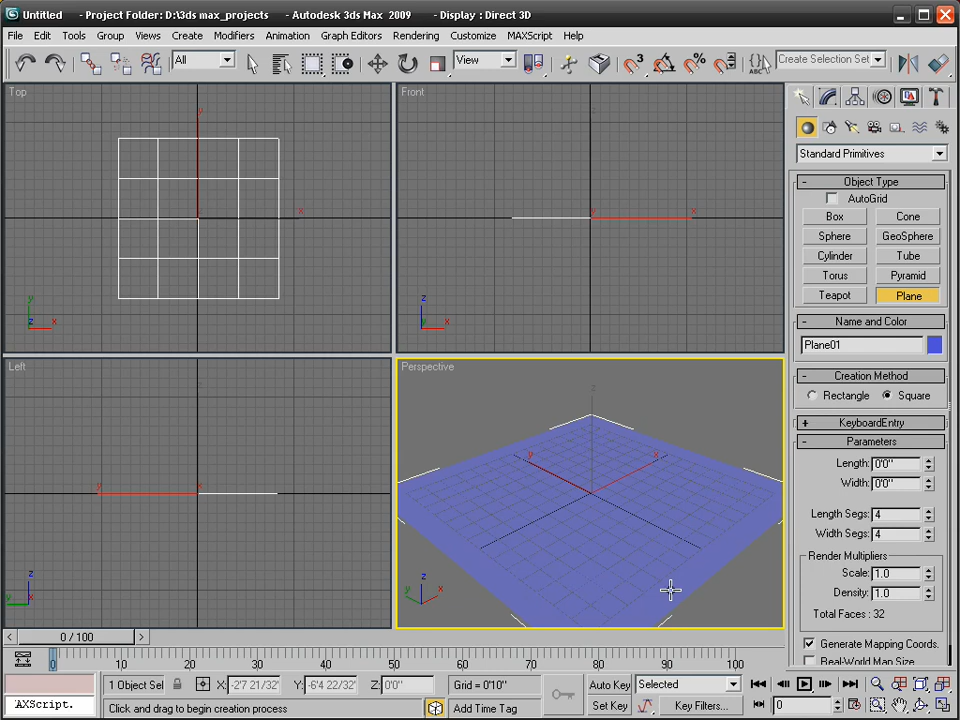 Untitled - Project Folder: D:\3ds max_projects - Autodesk 3ds Max 2009 - Display : Direct 3D
File Edit Tools Group Views Create Modifiers Animation Graph Editors Rendering Customize MAXScript Help
All View Create Selection Set
ABC
Top
y
x
y
z x
Front
z
y x
z
y x
Left
z
y x
z
y x
Perspective
z
y x
z
y x
Standard Primitives
- Object Type
AutoGrid
Box Cone
Sphere GeoSphere
Cylinder Tube
Torus Pyramid
Teapot Plane
- Name and Color
Plane01
- Creation Method
Rectangle Square
+ KeyboardEntry
- Parameters
Length: 0'0"
Width: 0'0"
Length Segs: 4
Width Segs: 4
Render Multipliers
Scale: 1.0
Density: 1.0
Total Faces : 32
Generate Mapping Coords.
Real-World Map Size
< 0 / 100 >
0 10 20 30 40 50 60 70 80 90 100
1 Object Sel X: -2'7 21/32" Y: -6'4 22/32" Z: 0'0" Grid = 0'10" Auto Key Selected
AXScript. Click and drag to begin creation process Add Time Tag Set Key Key Filters... 0